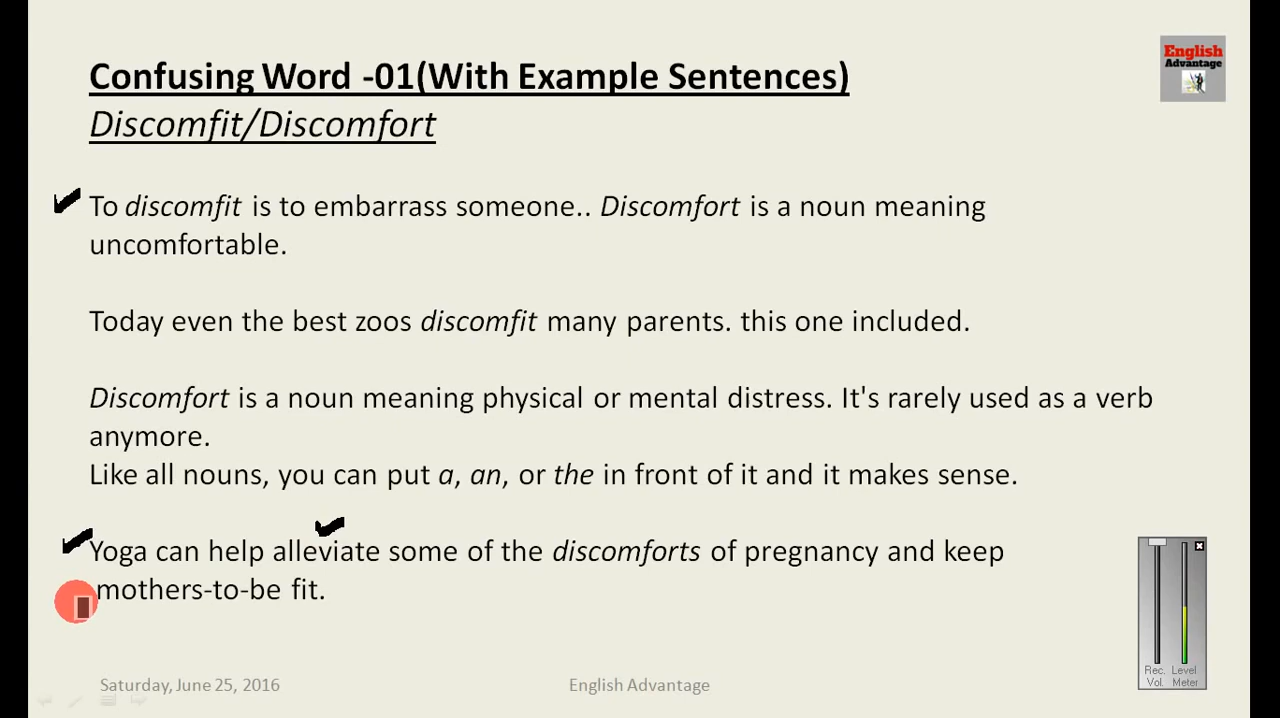 Confusing Word -01(With Example Sentences)
English
Advantage
Discomfit/Discomfort
To discomfit is to embarrass someone.. Discomfort is a noun meaning
uncomfortable.
Today even the best zoos discomfit many parents. this one included.
Discomfort is a noun meaning physical or mental distress. It's rarely used as a verb
anymore.
Like all nouns, you can put a, an, or the in front of it and it makes sense.
Yoga can help alleviate some of the discomforts of pregnancy and keep
mothers-to-be fit.
Rec. Level
Vol. Meter
Saturday, June 25, 2016
English Advantage